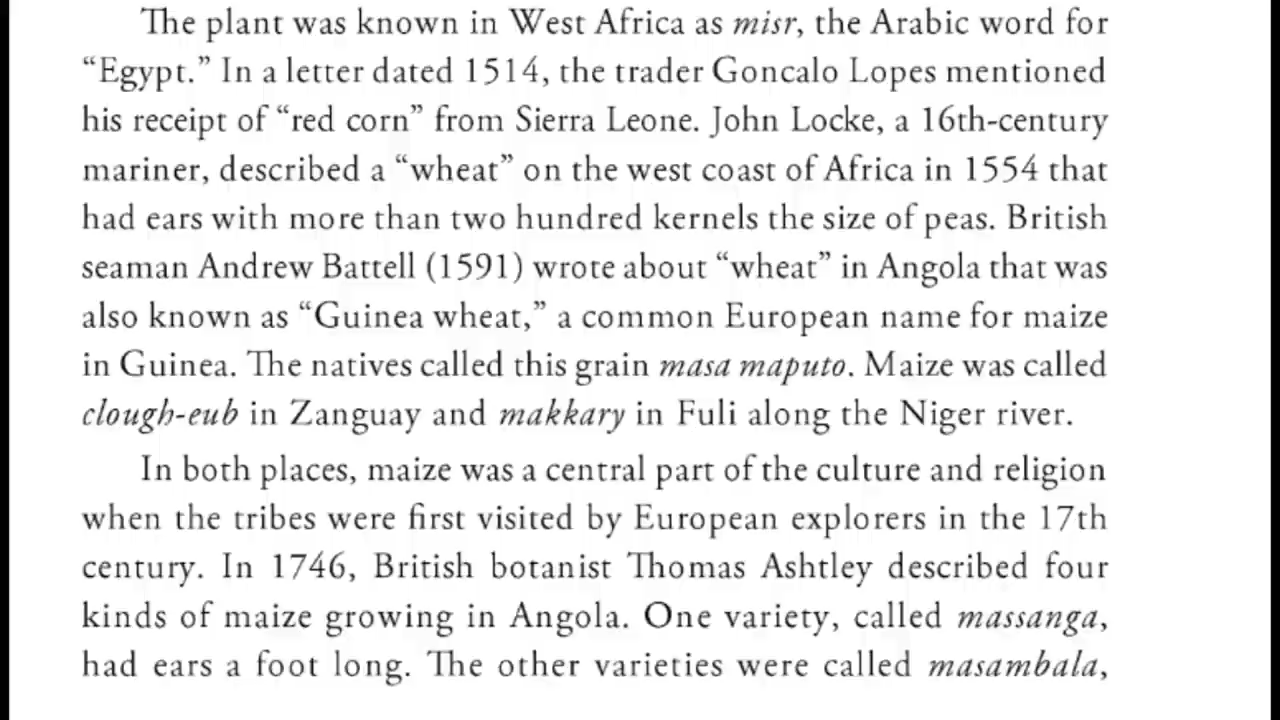 The plant was known in West Africa as misr, the Arabic word for
“Egypt.” In a letter dated 1514, the trader Goncalo Lopes mentioned
his receipt of “red corn” from Sierra Leone. John Locke, a 16th-century
mariner, described a “wheat” on the west coast of Africa in 1554 that
had ears with more than two hundred kernels the size of peas. British
seaman Andrew Battell (1591) wrote about “wheat” in Angola that was
also known as “Guinea wheat,” a common European name for maize
in Guinea. The natives called this grain masa maputo. Maize was called
clough-eub in Zanguay and makkary in Fuli along the Niger river.
In both places, maize was a central part of the culture and religion
when the tribes were first visited by European explorers in the 17th
century. In 1746, British botanist Thomas Ashtley described four
kinds of maize growing in Angola. One variety, called massanga,
had ears a foot long. The other varieties were called masambala,